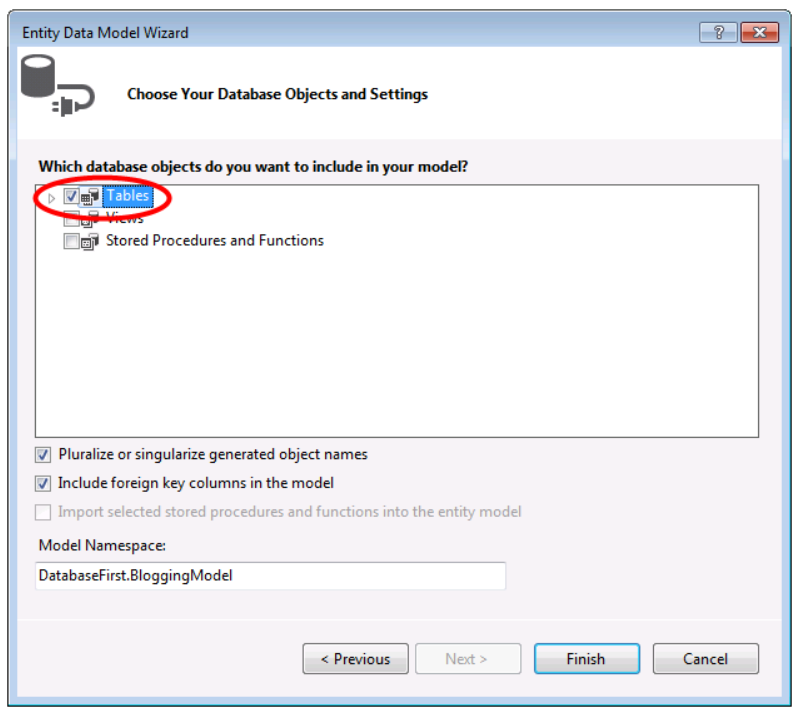 Entity Data Model Wizard
Choose Your Database Objects and Settings
Which database objects do you want to include in your model?
Tables
Views
Stored Procedures and Functions
Pluralize or singularize generated object names
Include foreign key columns in the model
Import selected stored procedures and functions into the entity model
Model Namespace:
DatabaseFirst.BloggingModel
< Previous
Next >
Finish
Cancel